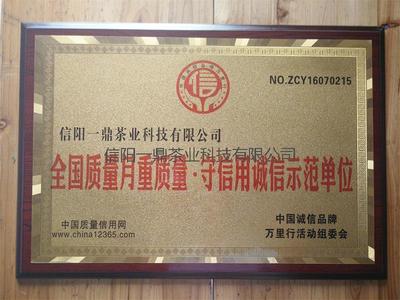 NO.ZCY16070215
信阳一鼎茶业科技有限公司
信阳一鼎茶业科技有限公司
全国质量月重质量·守信用诚信示范单位
中国质量信用网
www.china12365.com
中国诚信品牌
万里行活动组委会